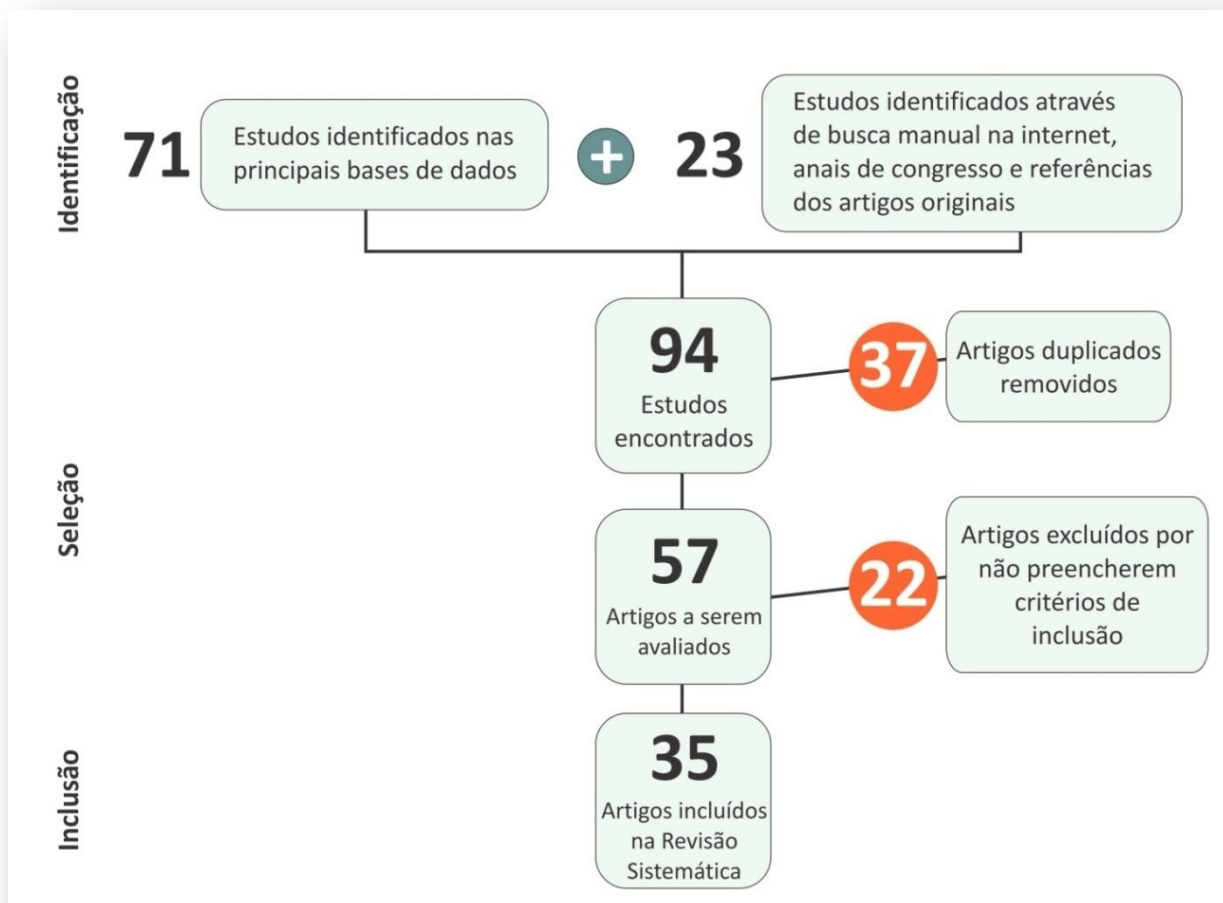 Identificação
71
Estudos identificados nas
principais bases de dados
+
23
Estudos identificados através
de busca manual na internet,
anais de congresso e referências
dos artigos originais
94
Estudos
encontrados
37
Artigos duplicados
removidos
Seleção
57
Artigos a serem
avaliados
22
Artigos excluídos por
não preencherem
critérios de
inclusão
Inclusão
35
Artigos incluídos
na Revisão
Sistemática